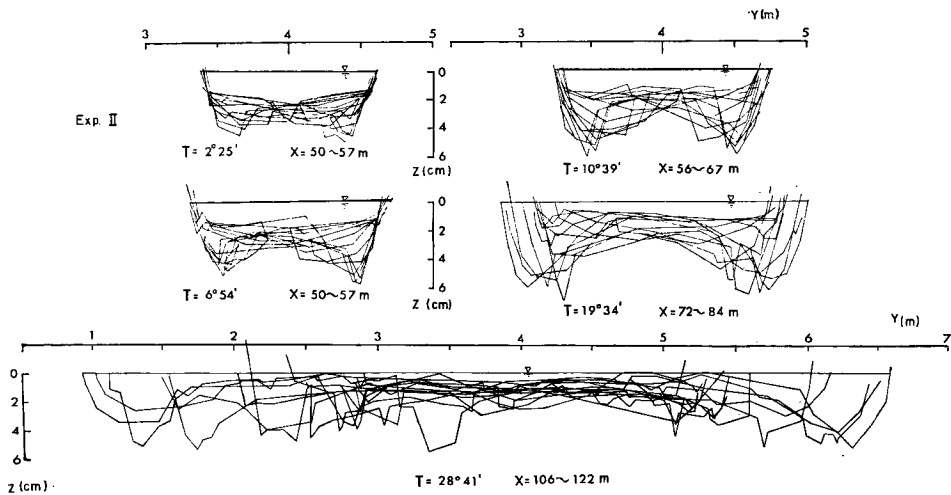 Y(m)
3 4 5 3 4 5
Exp. II
0
2
4
6
Z(cm)
T= 2°25' X= 50~57 m
T= 10°39' X= 56~67 m
0
2
4
6
Z (cm)
T= 6°54' X= 50~57 m
T= 19°34' X= 72~84 m
Y(m)
1 2 3 4 5 6 7
0
2
4
6
Z (cm)
T= 28°41' X= 106~122 m